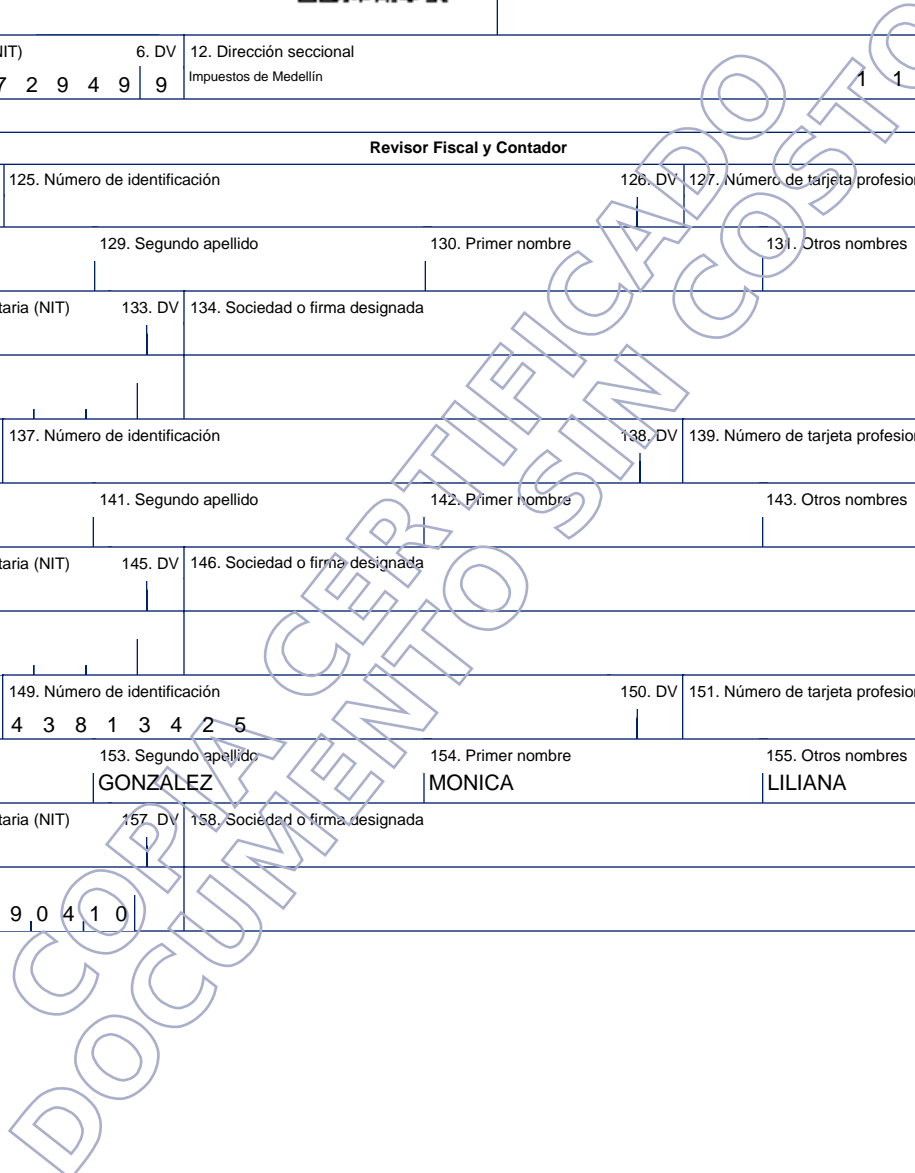 NIT) 6. DV 12. Dirección seccional
7 2 9 4 9 9 Impuestos de Medellín 1 1
Revisor Fiscal y Contador
125. Número de identificación 126. DV 127. Número de tarjeta profesion
129. Segundo apellido 130. Primer nombre 131. Otros nombres
taria (NIT) 133. DV 134. Sociedad o firma designada
137. Número de identificación 138. DV 139. Número de tarjeta profesion
141. Segundo apellido 142. Primer nombre 143. Otros nombres
taria (NIT) 145. DV 146. Sociedad o firma designada
149. Número de identificación 150. DV 151. Número de tarjeta profesion
4 3 8 1 3 4 2 5
153. Segundo apellido 154. Primer nombre 155. Otros nombres
GONZALEZ MONICA LILIANA
taria (NIT) 157. DV 158. Sociedad o firma designada
9 0 4 1 0
COPIA CERTIFICADO
DOCUMENTO SIN COSTO